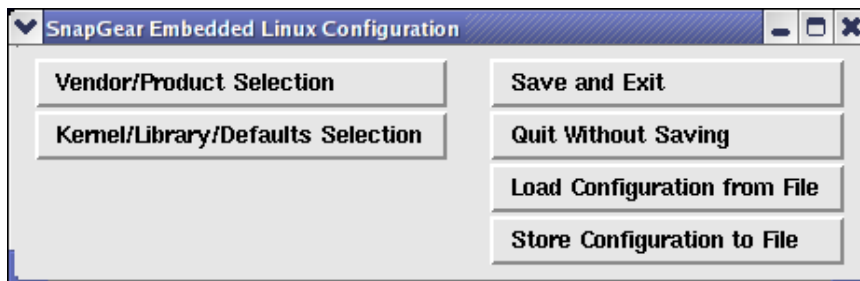 SnapGear Embedded Linux Configuration
Vendor/Product Selection
Kernel/Library/Defaults Selection
Save and Exit
Quit Without Saving
Load Configuration from File
Store Configuration to File